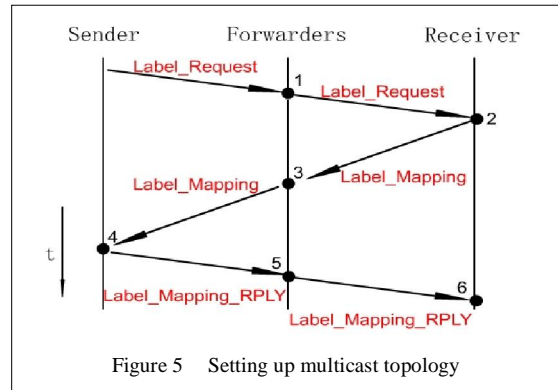 Sender Forwarders Receiver
Label_Request
1
Label_Request
2
3
Label_Mapping
Label_Mapping
4
t
5
6
Label_Mapping_RPLY
Label_Mapping_RPLY
Figure 5 Setting up multicast topology